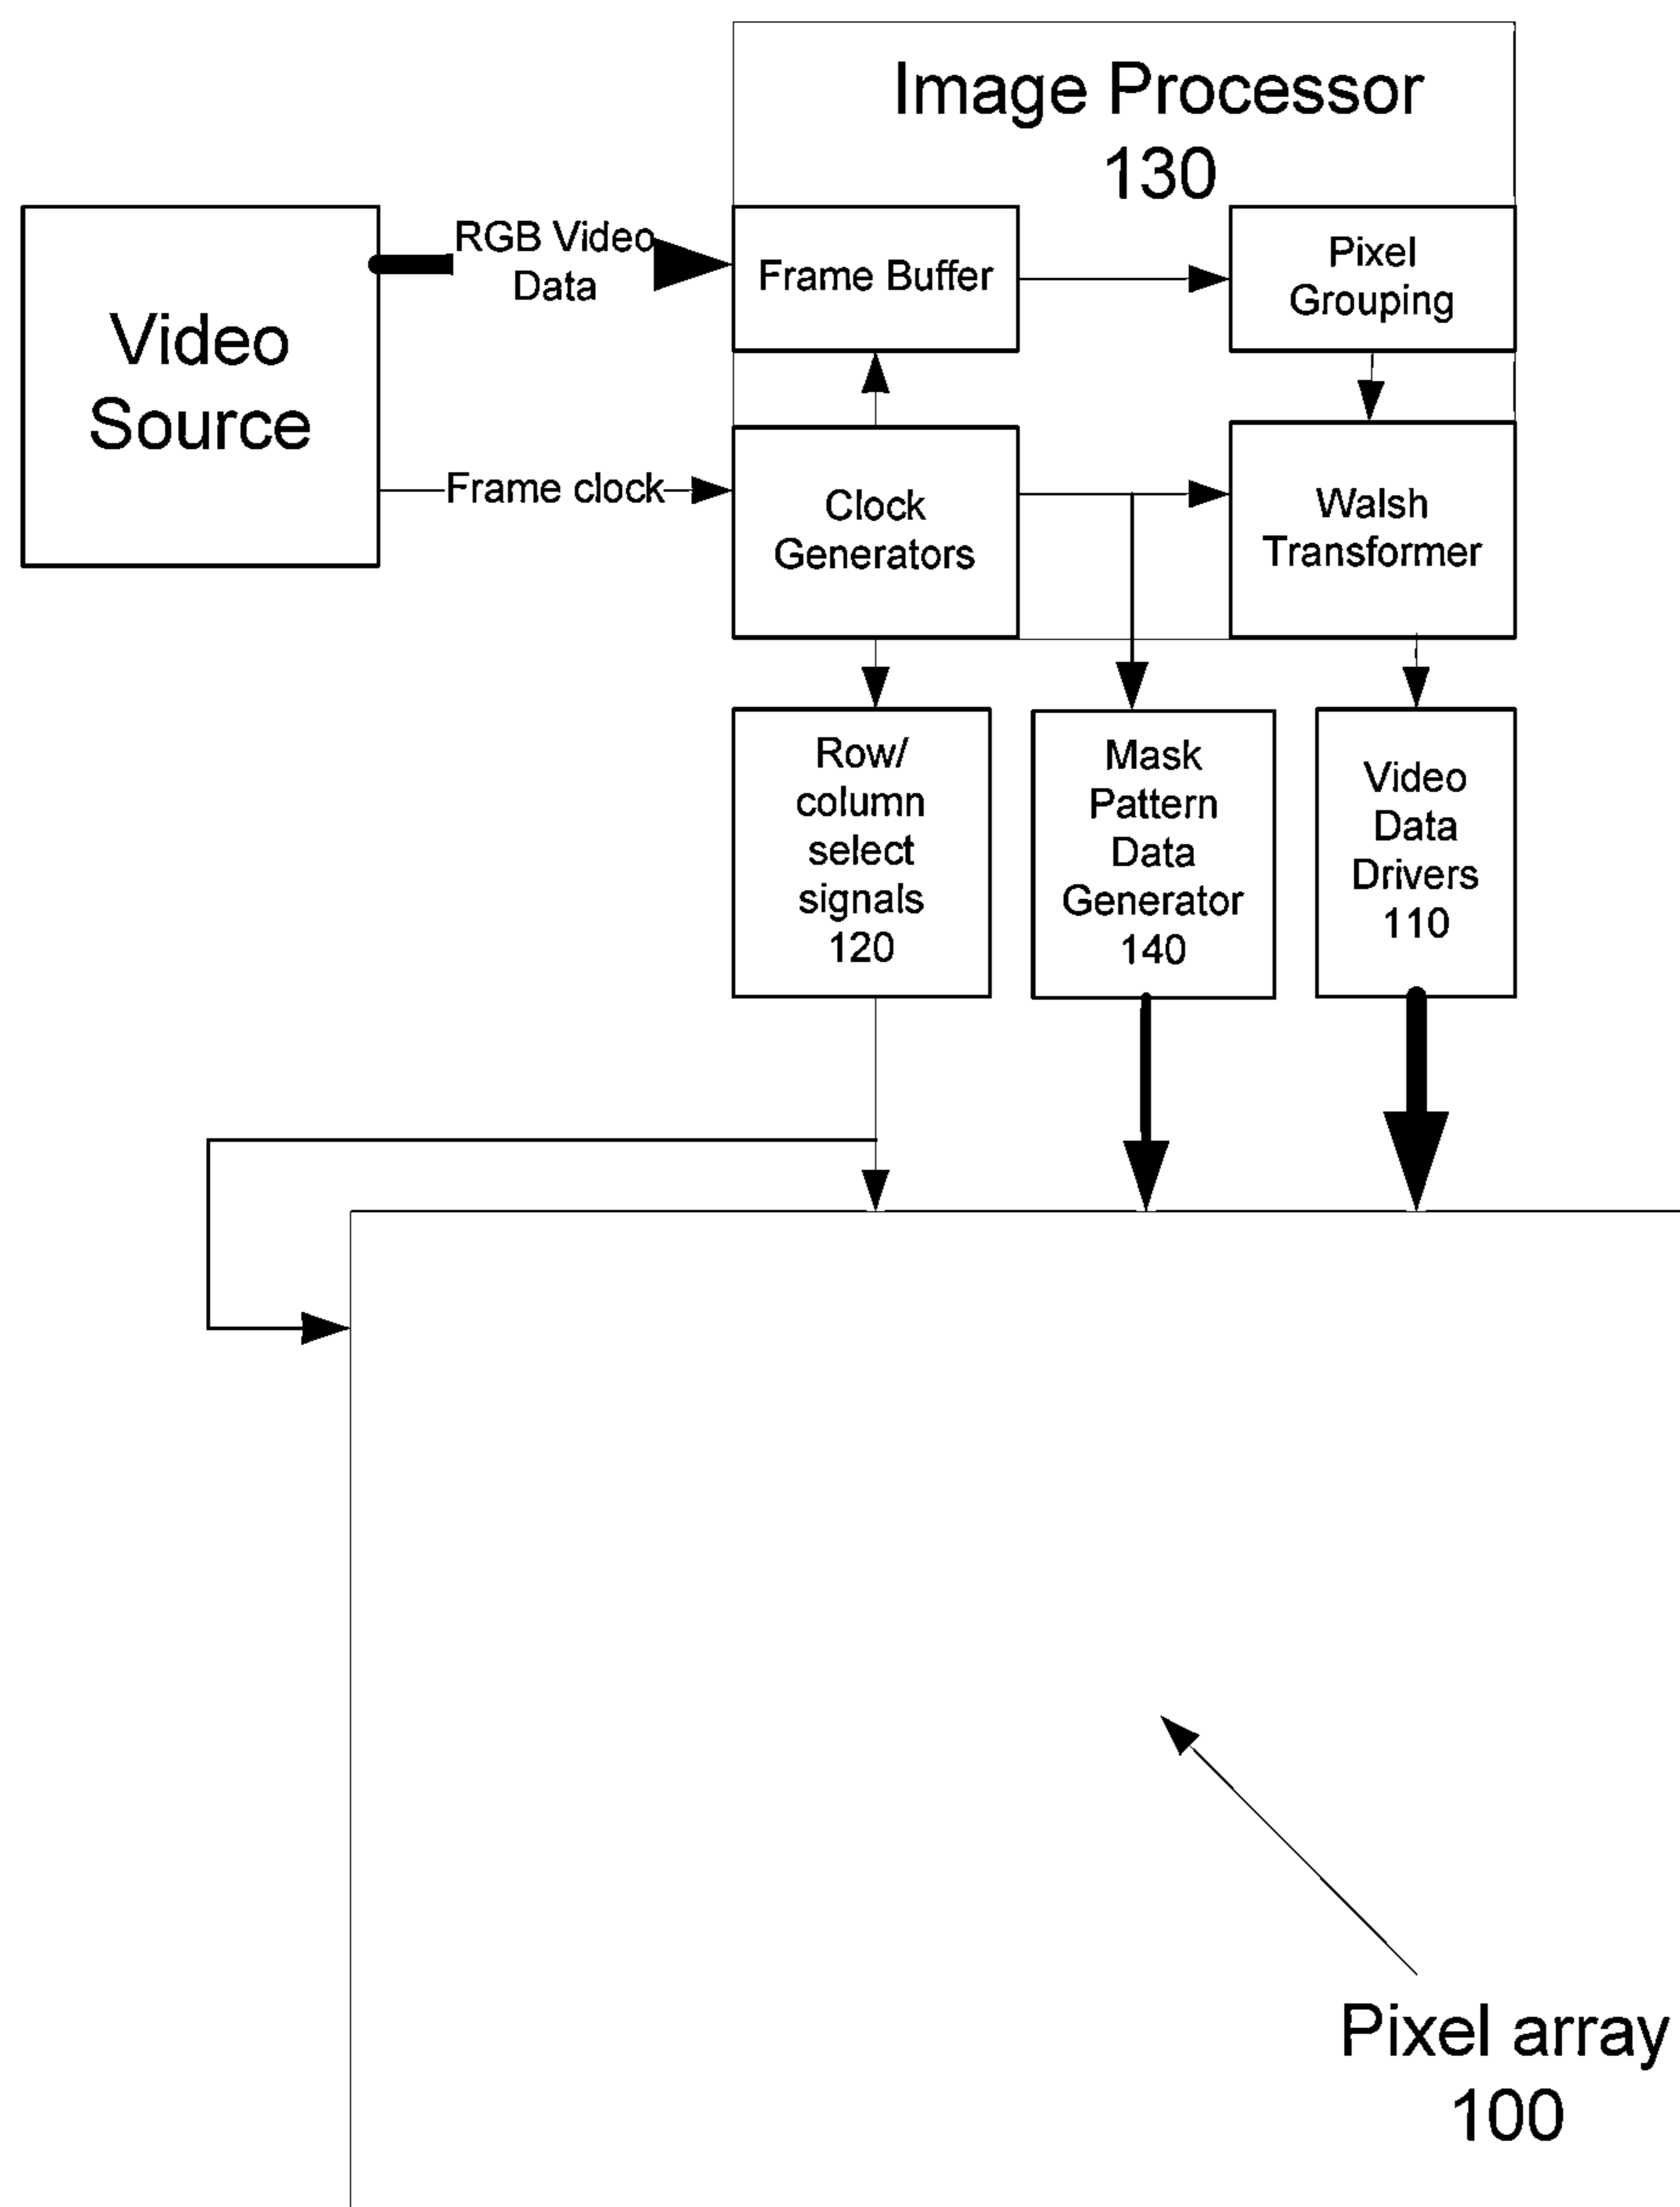 Image Processor
130
Video
Source
RGB Video
Data
Frame Buffer
Pixel
Grouping
Frame clock
Clock
Generators
Walsh
Transformer
Row/
column
select
signals
120
Mask
Pattern
Data
Generator
140
Video
Data
Drivers
110
Pixel array
100